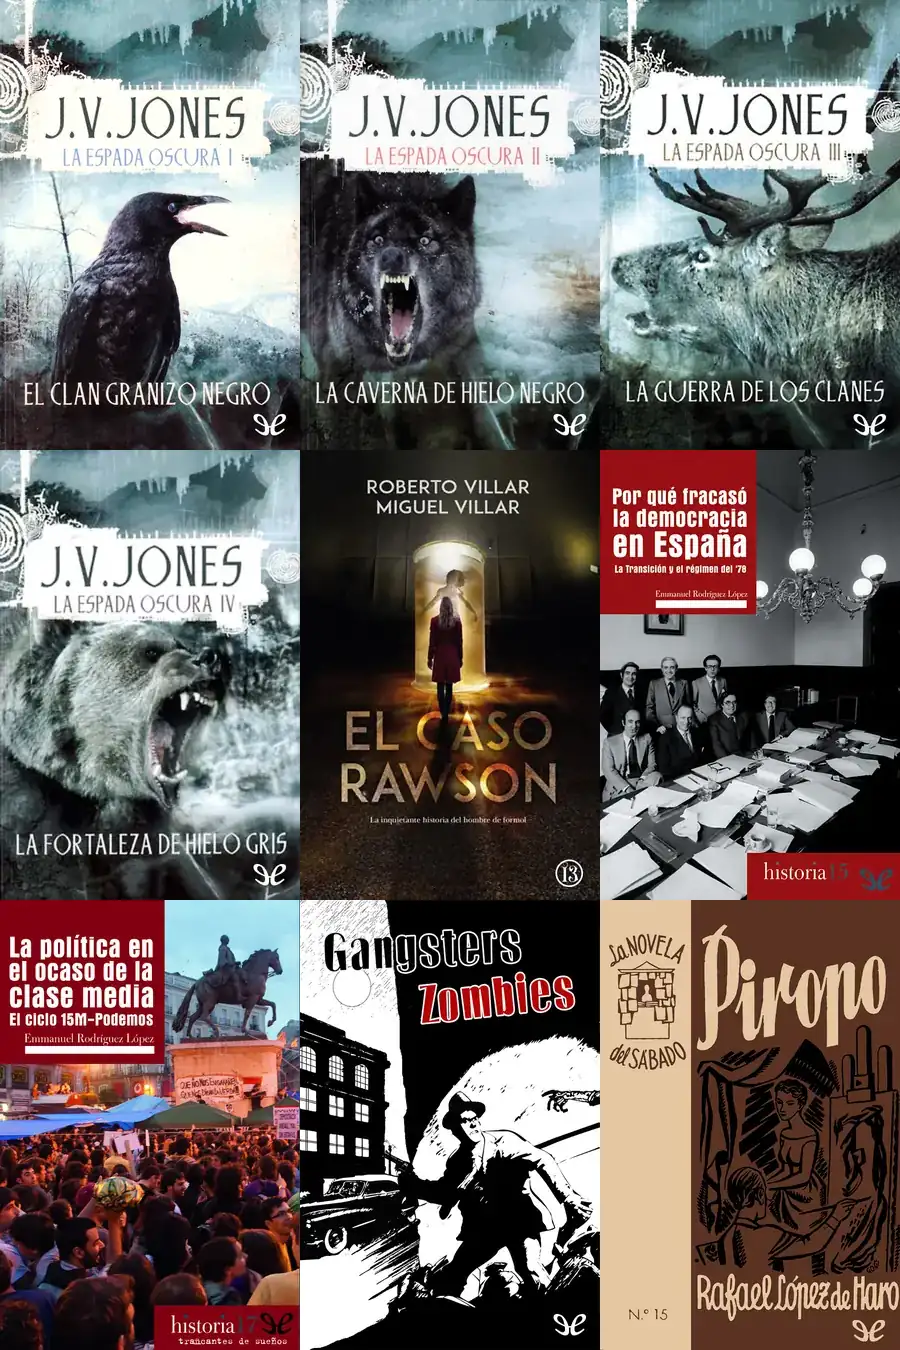 J.V. JONES
LA ESPADA OSCURA I
EL CLAN GRANIZO NEGRO
J.V. JONES
LA ESPADA OSCURA II
LA CAVERNA DE HIELO NEGRO
J.V. JONES
LA ESPADA OSCURA III
LA GUERRA DE LOS CLANES
J.V. JONES
LA ESPADA OSCURA IV
LA FORTALEZA DE HIELO GRIS
ROBERTO VILLAR
MIGUEL VILLAR
EL CASO
RAWSON
La inquietante historia del hombre de formol
13
Por qué fracasó
la democracia
en España
La Transición y el régimen del '78
Emmanuel Rodríguez López
historia15
La política en
el ocaso de la
clase media
El ciclo 15M-Podemos
Emmanuel Rodríguez López
historia17
traficantes de sueños
Gangsters
Zombies
La NOVELA
del SÁBADO
N.º 15
Piropo
Rafael López de Haro